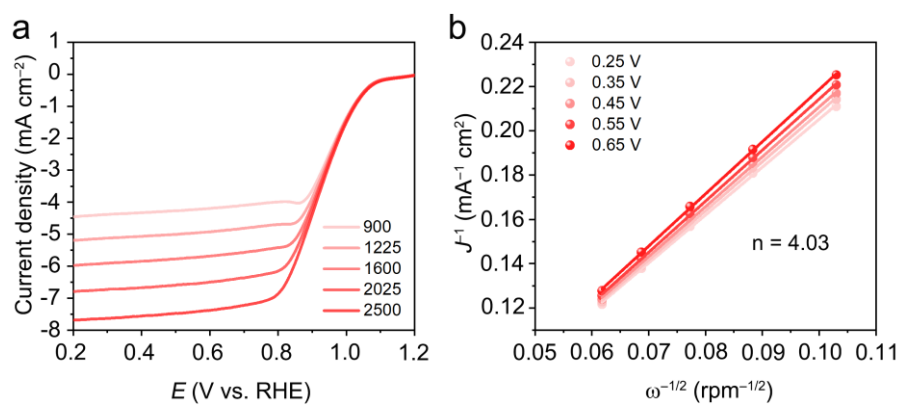 a
Current density (mA cm⁻²)
1
0
-1
-2
-3
-4
-5
-6
-7
-8
900
1225
1600
2025
2500
0.2 0.4 0.6 0.8 1.0 1.2
E (V vs. RHE)
b
J⁻¹ (mA⁻¹ cm²)
0.24
0.22
0.20
0.18
0.16
0.14
0.12
0.25 V
0.35 V
0.45 V
0.55 V
0.65 V
n = 4.03
0.05 0.06 0.07 0.08 0.09 0.10 0.11
ω⁻¹/² (rpm⁻¹/²)